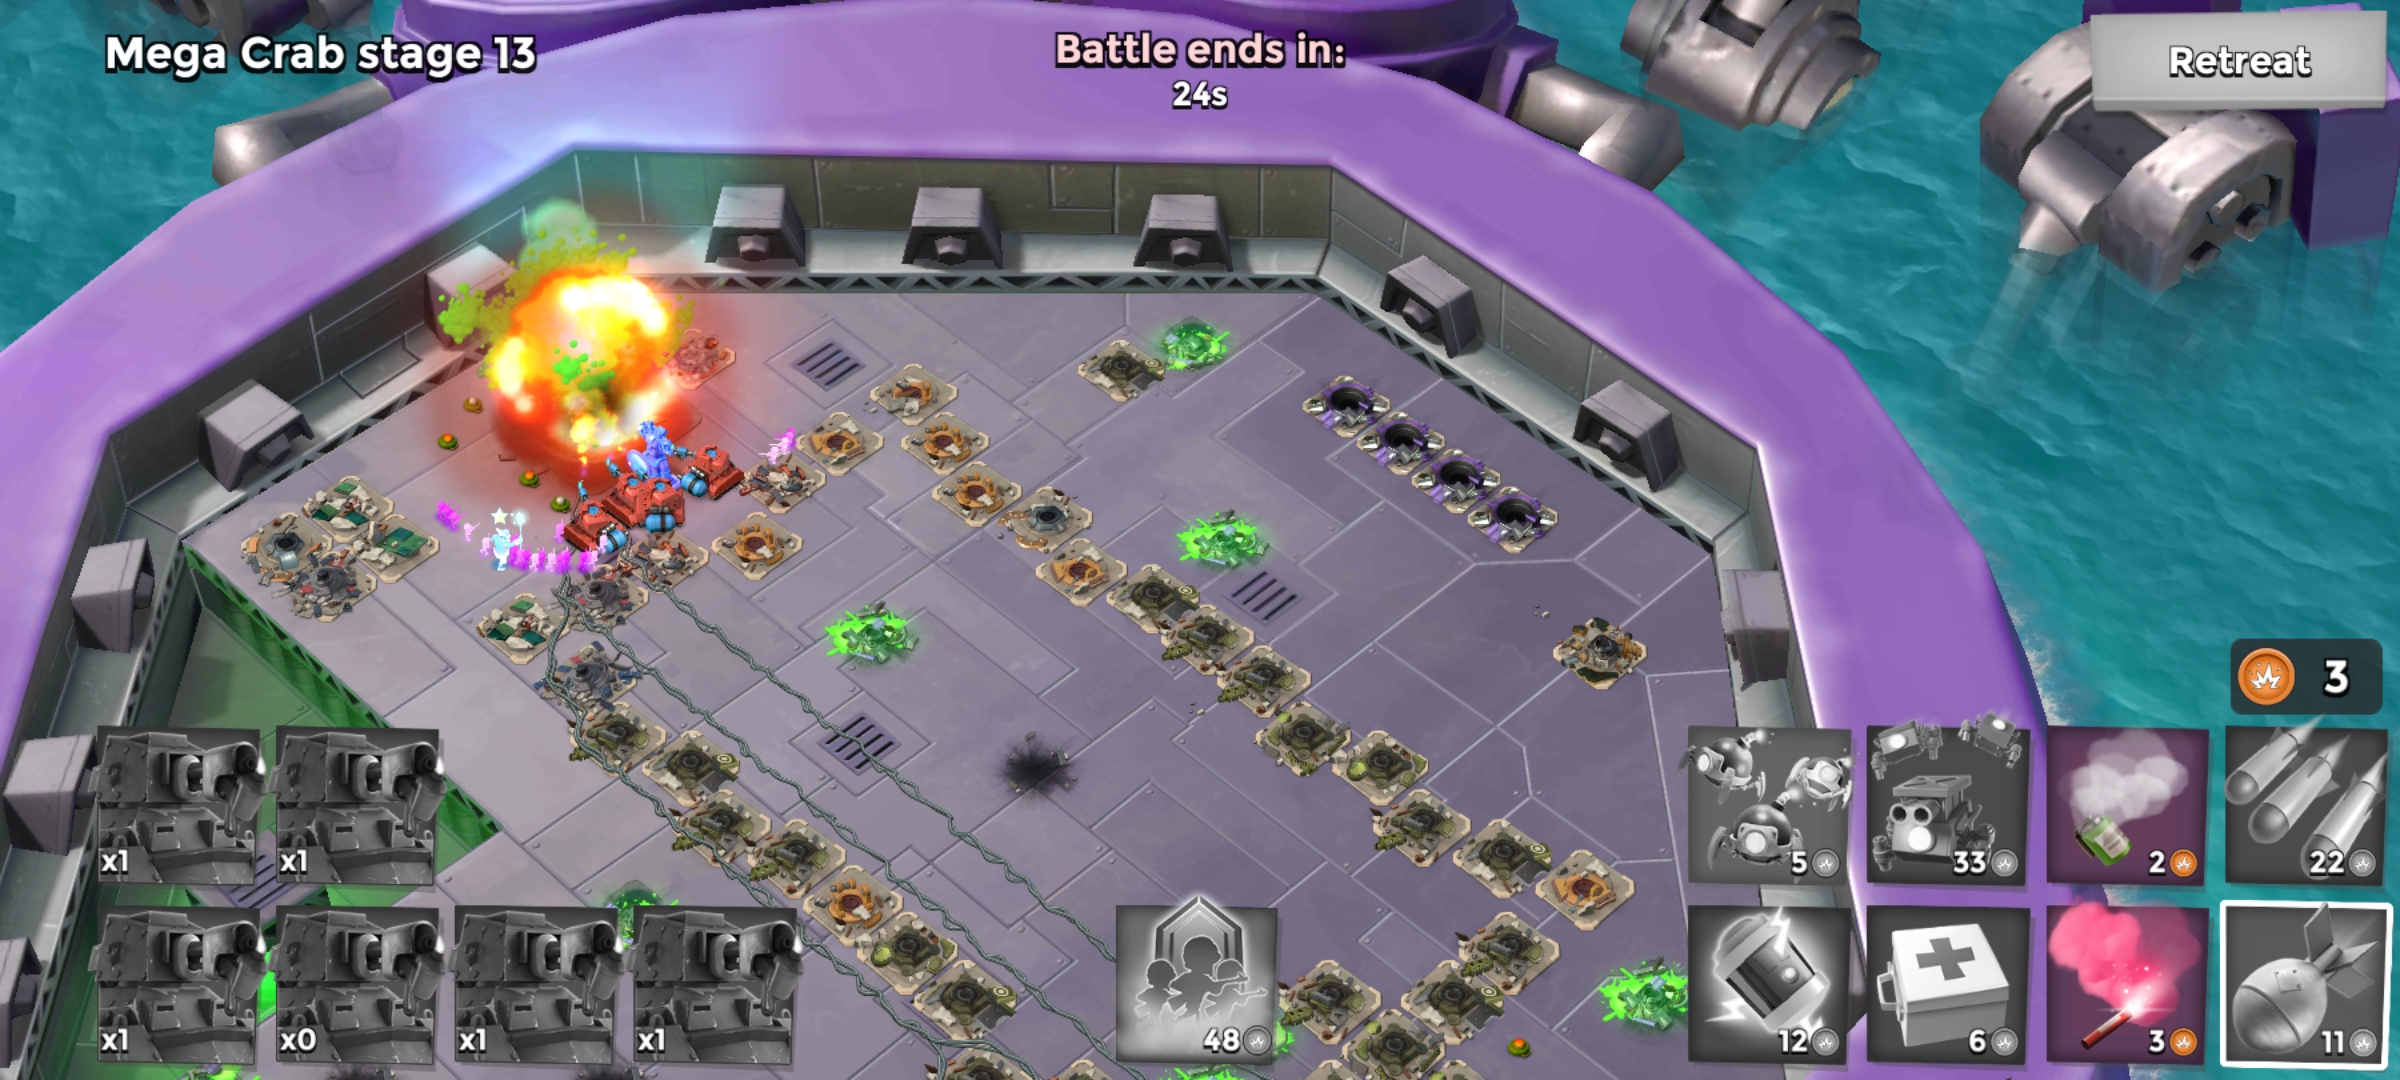 Mega Crab stage 13
Battle ends in:
24s
Retreat
3
x1
x1
5
33
2
22
x1
x0
x1
x1
48
12
6
3
11